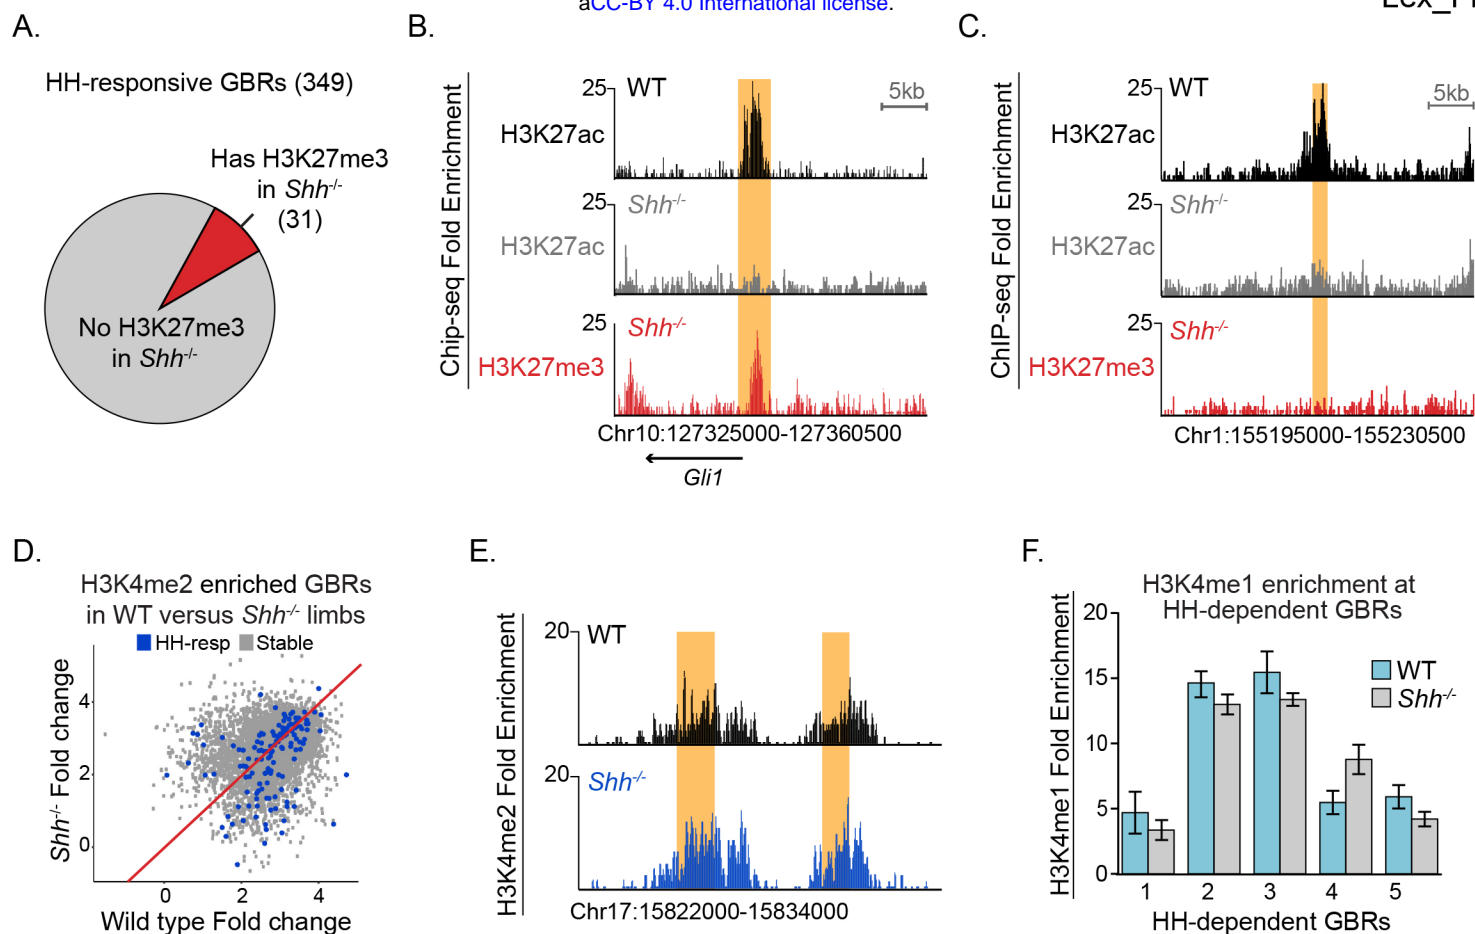 aCC-BY 4.0 International license.
A.
HH-responsive GBRs (349)
Has H3K27me3
in Shh-/-
(31)
No H3K27me3
in Shh-/-
B.
Chip-seq Fold Enrichment
25
WT
5kb
H3K27ac
25
Shh-/-
H3K27ac
25
Shh-/-
H3K27me3
Chr10:127325000-127360500
Gli1
C.
ChIP-seq Fold Enrichment
25
WT
5kb
H3K27ac
25
Shh-/-
H3K27ac
25
Shh-/-
H3K27me3
Chr1:155195000-155230500
D.
H3K4me2 enriched GBRs
in WT versus Shh-/- limbs
HH-resp Stable
Shh-/- Fold change
4
2
0
0 2 4
Wild type Fold change
E.
H3K4me2 Fold Enrichment
20
WT
20
Shh-/-
Chr17:15822000-15834000
F.
H3K4me1 enrichment at
HH-dependent GBRs
H3K4me1 Fold Enrichment
20
15
10
5
0
WT
Shh-/-
1 2 3 4 5
HH-dependent GBRs